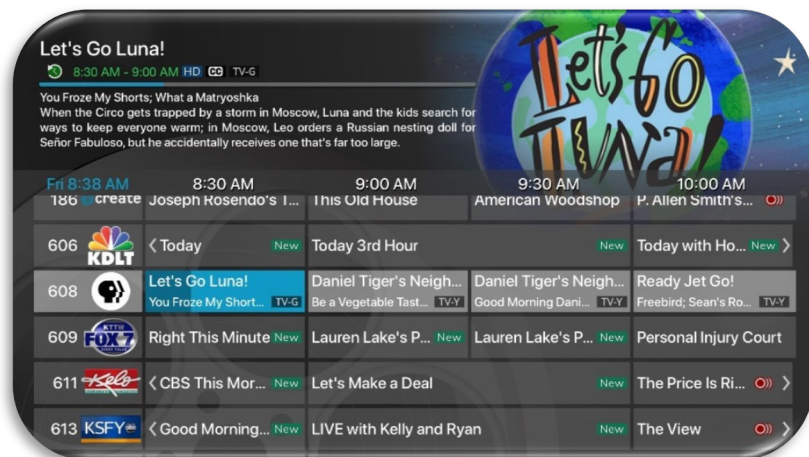 Let's Go Luna!
8:30 AM - 9:00 AM HD CC TV-G
You Froze My Shorts; What a Matryoshka
When the Circo gets trapped by a storm in Moscow, Luna and the kids search for
ways to keep everyone warm; in Moscow, Leo orders a Russian nesting doll for
Señor Fabuloso, but he accidentally receives one that's far too large.
Let's Go Luna!
Fri 8:38 AM 8:30 AM 9:00 AM 9:30 AM 10:00 AM
186 create Joseph Rosendo's T... This Old House American Woodshop P. Allen Smith's...
606 KDLT Today New Today 3rd Hour New Today with Ho... New
608 Let's Go Luna! Daniel Tiger's Neigh... Daniel Tiger's Neigh... Ready Jet Go!
You Froze My Short... TV-G Be a Vegetable Tast... TV-Y Good Morning Dani... TV-Y Freebird; Sean's Ro... TV-Y
609 KTTW FOX 7 Right This Minute New Lauren Lake's P... New Lauren Lake's P... New Personal Injury Court
611 Kelo CBS This Mor... New Let's Make a Deal New The Price Is Ri...
613 KSFY Good Morning... New LIVE with Kelly and Ryan New The View